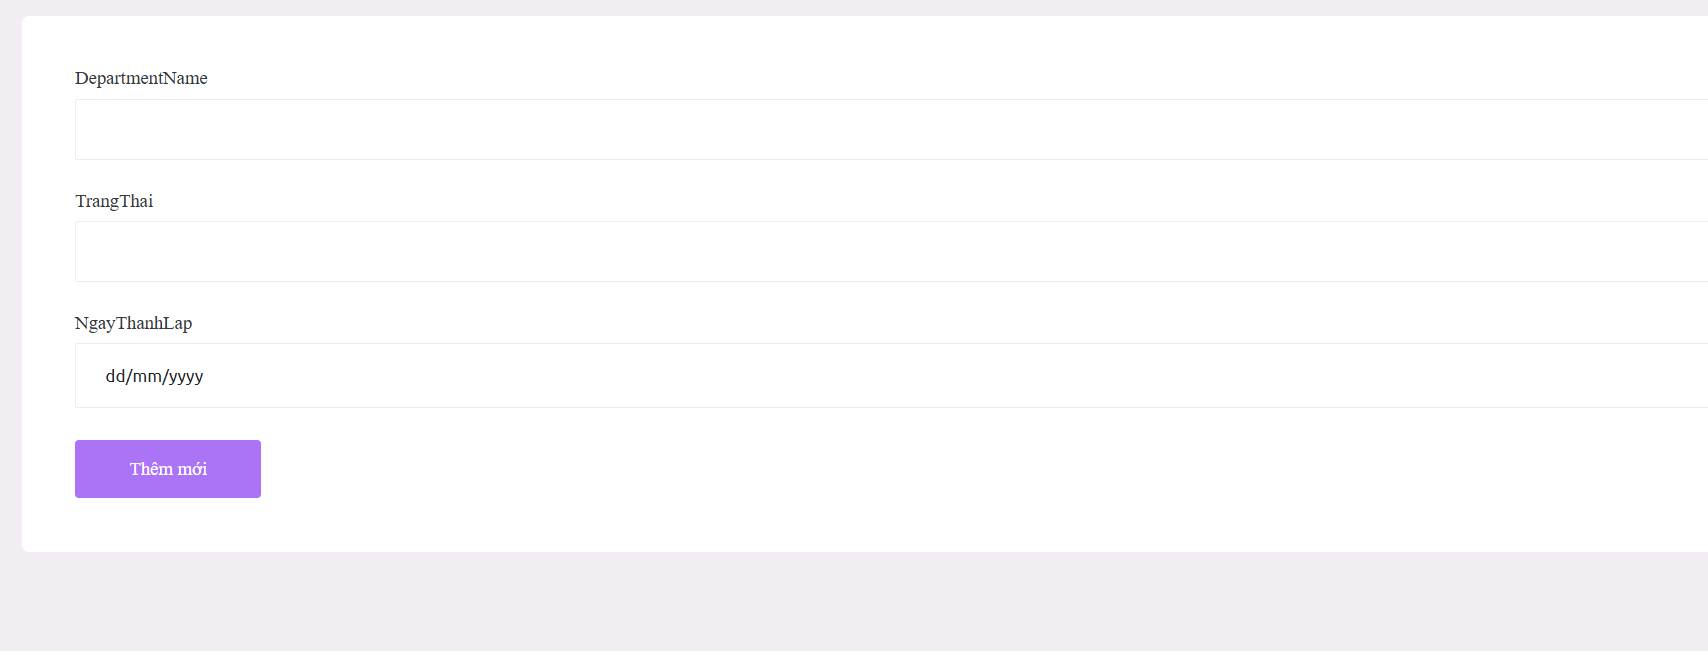 DepartmentName
TrangThai
NgayThanhLap
dd/mm/yyyy
Thêm mới